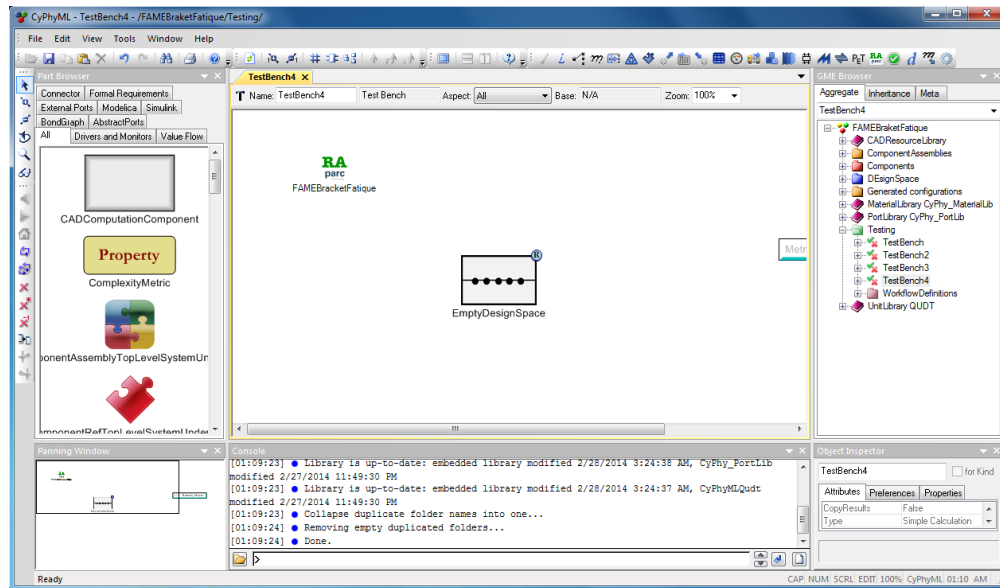 CyPhyML - TestBench4 - /FAMEBraketFatique/Testing/
File Edit View Tools Window Help
PET RA parc d m
Part Browser
Connector Formal Requirements
External Ports Modelica Simulink
BondGraph AbstractPorts
All Drivers and Monitors Value Flow
CADComputationComponent
Property
ComplexityMetric
ponentAssemblyTopLevelSystemUn
mponentRefTopLevelSystemUnder
TestBench4
T Name: TestBench4 Test Bench Aspect: All Base: N/A Zoom: 100%
RA
parc
FAMEBracketFatique
R
EmptyDesignSpace
Metr
GME Browser
Aggregate Inheritance Meta
TestBench4
FAMEBraketFatique
CADResourceLibrary
ComponentAssemblies
Components
DEsignSpace
Generated configurations
MaterialLibrary CyPhy_MaterialLib
PortLibrary CyPhy_PortLib
Testing
TestBench
TestBench2
TestBench3
TestBench4
WorkflowDefinitions
UnitLibrary QUDT
Panning Window
Console
[01:09:23] ● Library is up-to-date: embedded library modified 2/28/2014 3:24:38 AM, CyPhy_PortLib
modified 2/27/2014 11:49:30 PM
[01:09:23] ● Library is up-to-date: embedded library modified 2/28/2014 3:24:37 AM, CyPhyMLQudt
modified 2/27/2014 11:49:30 PM
[01:09:23] ● Collapse duplicate folder names into one...
[01:09:24] ● Removing empty duplicated folders...
[01:09:24] ● Done.
>
Object Inspector
TestBench4 for Kind
Attributes Preferences Properties
CopyResults False
Type Simple Calculation
Ready
CAP NUM SCRL EDIT 100% CyPhyML 01:10 AM